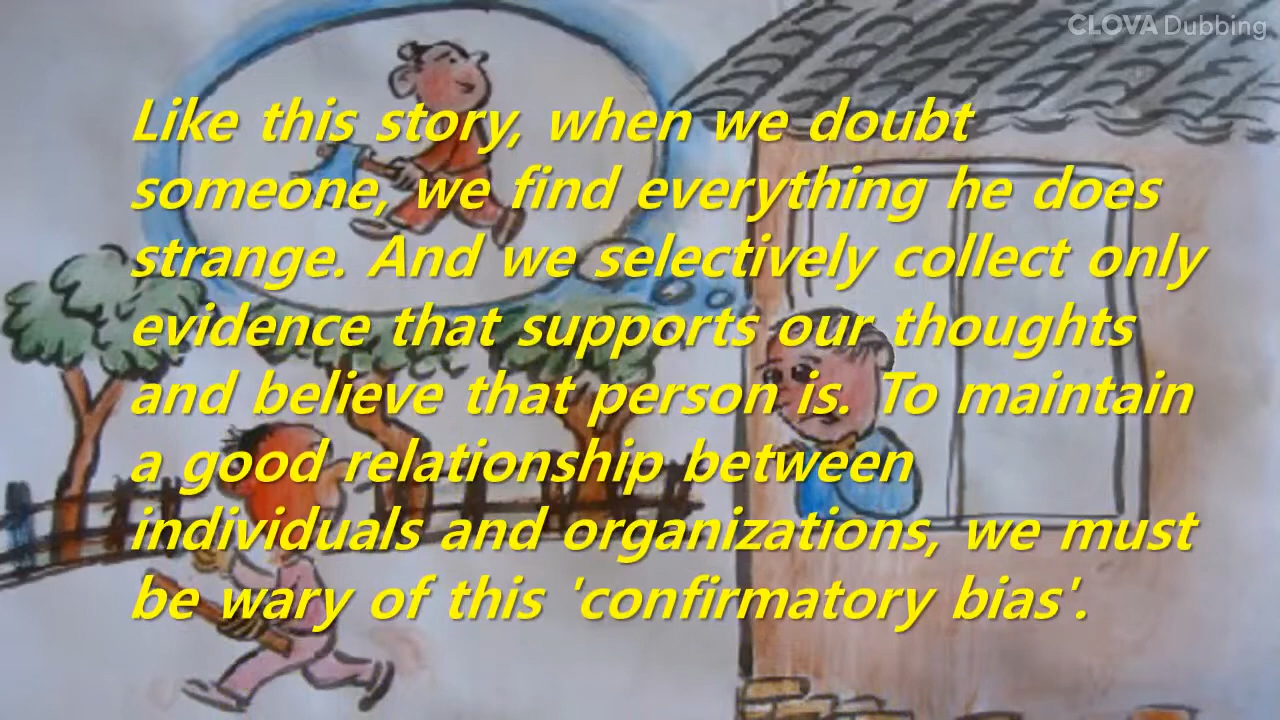 CLOVA Dubbing
Like this story, when we doubt
someone, we find everything he does
strange. And we selectively collect only
evidence that supports our thoughts
and believe that person is. To maintain
a good relationship between
individuals and organizations, we must
be wary of this 'confirmatory bias'.